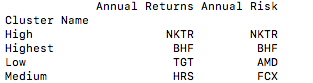 Annual Returns Annual Risk
Cluster Name
High NKTR NKTR
Highest BHF BHF
Low TGT AMD
Medium HRS FCX